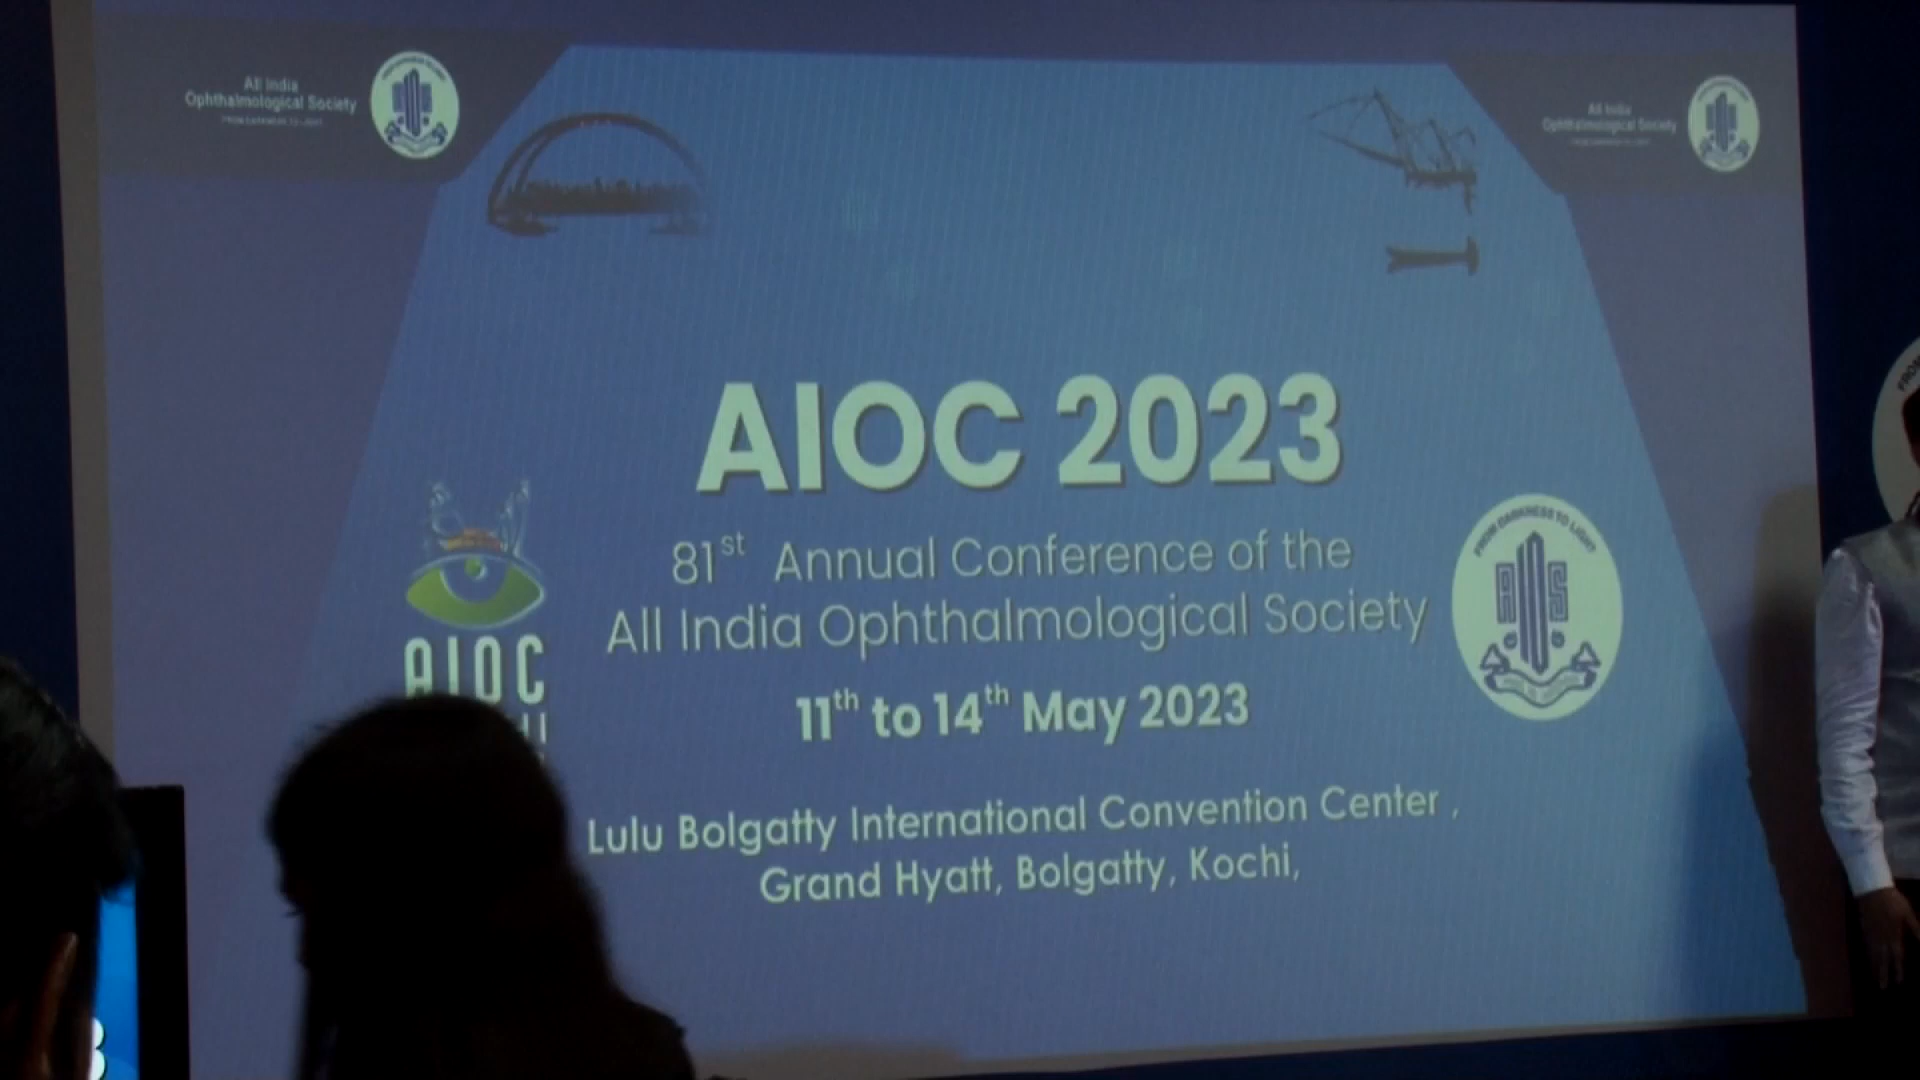 All India
Ophthalmological Society
All India
Ophthalmological Society
AIOC 2023
81st Annual Conference of the
All India Ophthalmological Society
FROM DARKNESS TO LIGHT
AIOS
AIOC
11th to 14th May 2023
Lulu Bolgatty International Convention Center ,
Grand Hyatt, Bolgatty, Kochi,